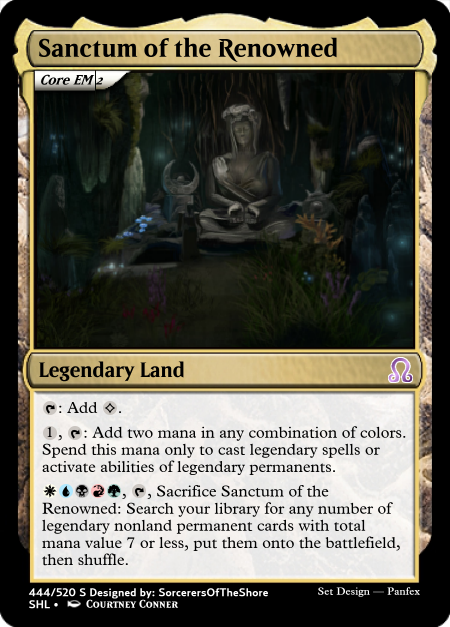 Sanctum of the Renowned
Core EM2
Legendary Land
: Add .
1, : Add two mana in any combination of colors.
Spend this mana only to cast legendary spells or
activate abilities of legendary permanents.
, , Sacrifice Sanctum of the
Renowned: Search your library for any number of
legendary nonland permanent cards with total
mana value 7 or less, put them onto the battlefield,
then shuffle.
444/520 S Designed by: SorcerersOfTheShore
Set Design — Panfex
SHL • Courtney Conner